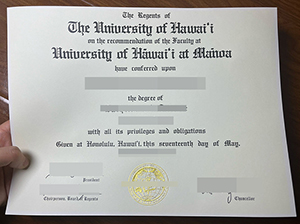 The Regents of
The University of Hawai'i
on the recommendation of the Faculty at
University of Hāwai'i at Mānoa
have conferred upon
the degree of
with all its privileges and obligations
Given at Honolulu, Hawai'i, this seventeenth day of May,
President
Chairperson, Board of Regents
Chancellor